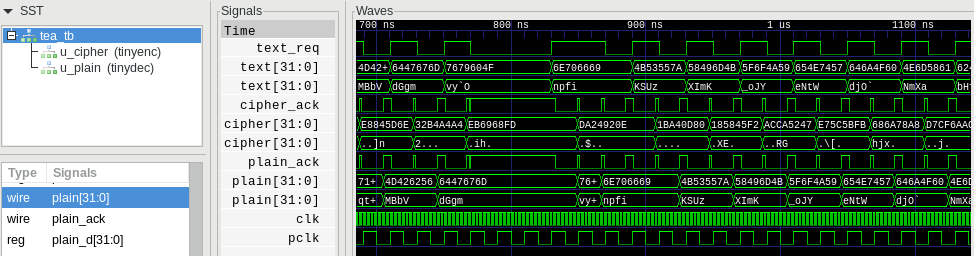 SST
tea_tb
u_cipher (tinyenc)
u_plain (tinydec)
Type Signals
wire plain[31:0]
wire plain_ack
reg plain_d[31:0]
Signals
Time
text_req
text[31:0]
text[31:0]
cipher_ack
cipher[31:0]
cipher[31:0]
plain_ack
plain[31:0]
plain[31:0]
clk
pclk
Waves
700 ns 800 ns 900 ns 1 us 1100 ns
4D42+ 6447676D 7679604F 6E706669 4B53557A 58496D4B 5F6F4A59 654E7457 646A4F60 4E6D5861 624
MBbV dGgm vy`O npfi KSUz XImK _oJY eNtW djO` NmXa bH
E8845D6E 32B4A4A4 EB6968FD DA24920E 1BA40D80 185845F2 ACCA5247 E75C5BFB 686A78A8 D7CF6AA
..]n 2... .ih. .$.. .... .XE. ..RG .\[. hjx. ..j.
71+ 4D426256 6447676D 76+ 6E706669 4B53557A 58496D4B 5F6F4A59 654E7457 646A4F60 4E6D5
qt+ MBbV dGgm vy+ npfi KSUz XImK _oJY eNtW djO` NmXa